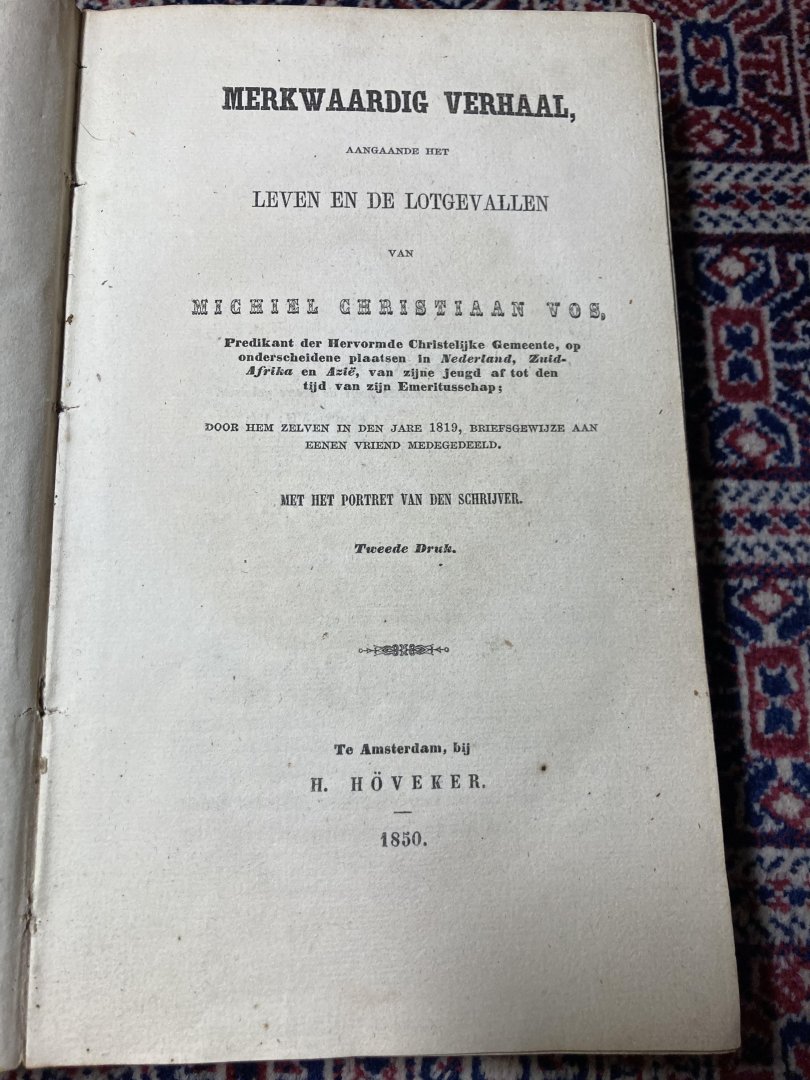 MERKWAARDIG VERHAAL,
AANGAANDE HET
LEVEN EN DE LOTGEVALLEN
VAN
MICHIEL CHRISTIAAN VOS,
Predikant der Hervormde Christelijke Gemeente, op
onderscheidene plaatsen in Nederland, Zuid-
Afrika en Azië, van zijne jeugd af tot den
tijd van zijn Emeritusschap;
DOOR HEM ZELVEN IN DEN JARE 1819, BRIEFSGEWIJZE AAN
EENEN VRIEND MEDEGEDEELD.
MET HET PORTRET VAN DEN SCHRIJVER.
Tweede Druk.
Te Amsterdam, bij
H. HÖVEKER.
1850.